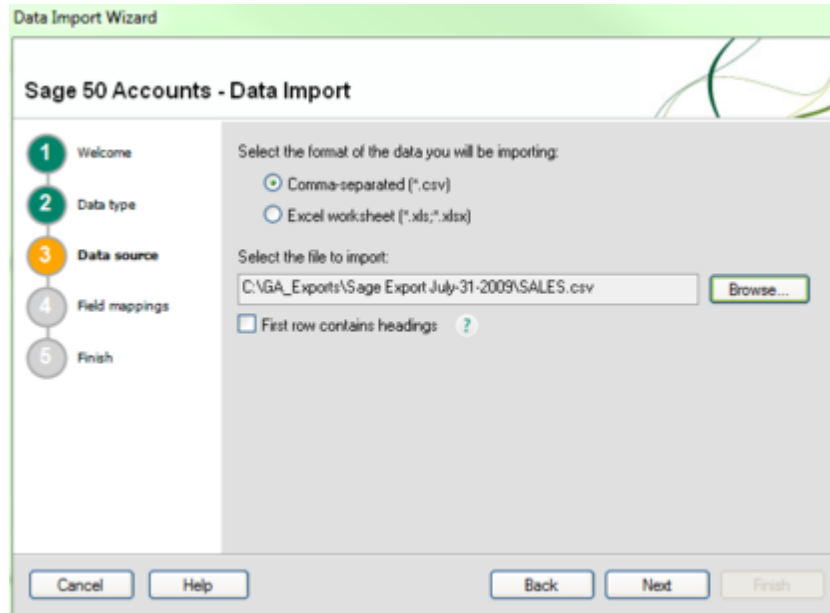 Data Import Wizard
Sage 50 Accounts - Data Import
1 Welcome
2 Data type
3 Data source
4 Field mappings
5 Finish
Select the format of the data you will be importing:
Comma-separated (*.csv)
Excel worksheet (*.xls;*.xlsx)
Select the file to import:
C:\GA_Exports\Sage Export July-31-2009\SALES.csv Browse...
First row contains headings ?
Cancel Help Back Next Finish